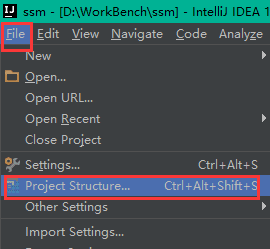 ssm - [D:\WorkBench\ssm] - IntelliJ IDEA 1
File Edit View Navigate Code Analyze
New
Open...
Open URL...
Open Recent
Close Project
Settings... Ctrl+Alt+S
Project Structure... Ctrl+Alt+Shift+S
Other Settings
Import Settings...